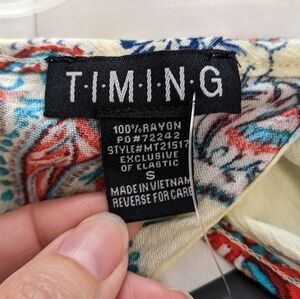 T·I·M·I·N·G
100% RAYON
PO#72242
STYLE#MT21517
EXCLUSIVE
OF ELASTIC
S
MADE IN VIETNAM
REVERSE FOR CARE